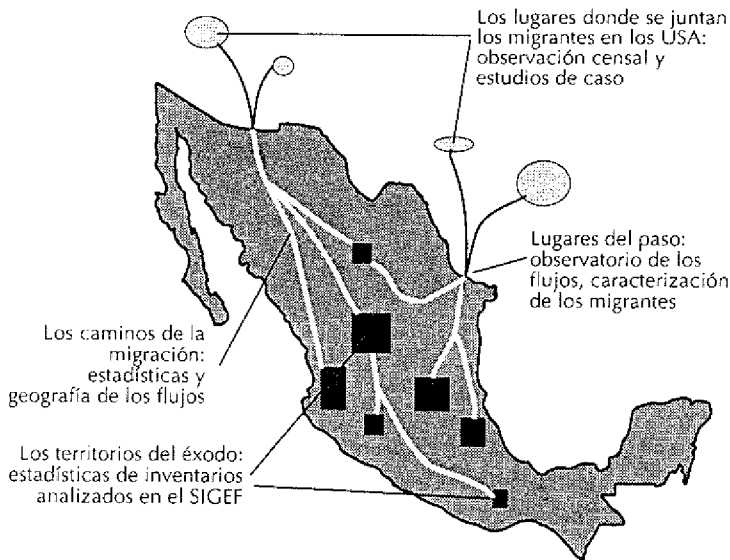 Los lugares donde se juntan
los migrantes en los USA:
observación censal y
estudios de caso
Lugares del paso:
observatorio de los
flujos, caracterización
de los migrantes
Los caminos de la
migración:
estadísticas y
geografía de los flujos
Los territorios del éxodo:
estadísticas de inventarios
analizados en el SIGEF